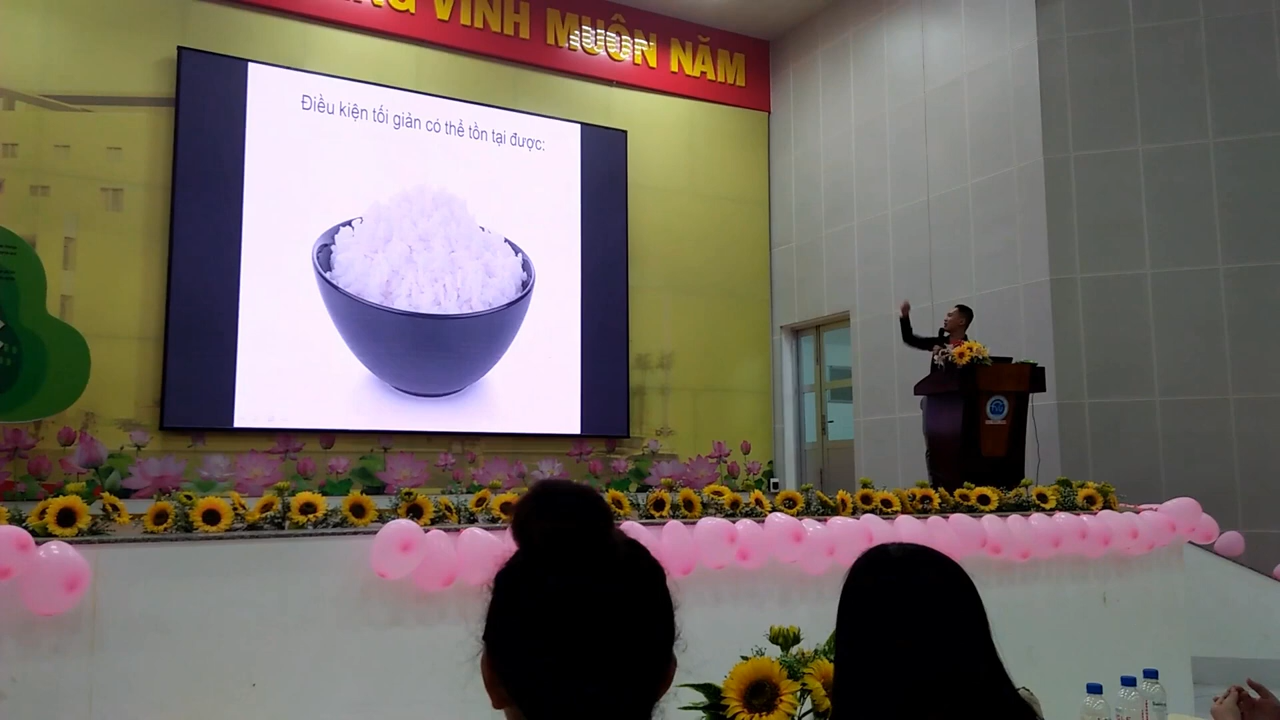 VINH MUÔN NĂM
Điều kiện tối giản có thể tồn tại được: